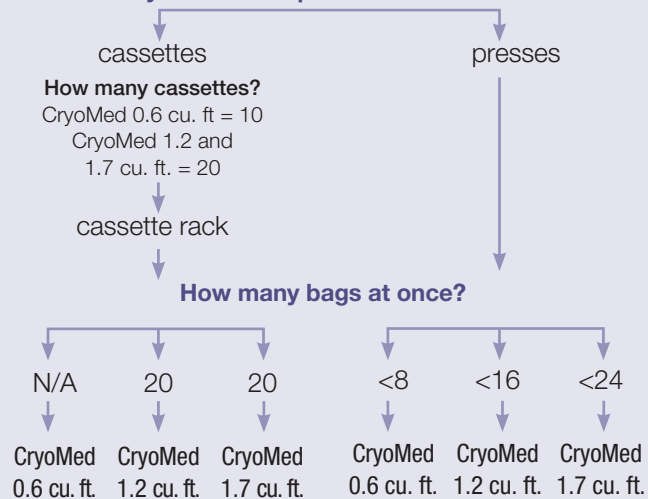 cassettes presses
How many cassettes?
CryoMed 0.6 cu. ft = 10
CryoMed 1.2 and
1.7 cu. ft. = 20
cassette rack
How many bags at once?
N/A 20 20 <8 <16 <24
CryoMed CryoMed CryoMed CryoMed CryoMed CryoMed
0.6 cu. ft. 1.2 cu. ft. 1.7 cu. ft. 0.6 cu. ft. 1.2 cu. ft. 1.7 cu. ft.